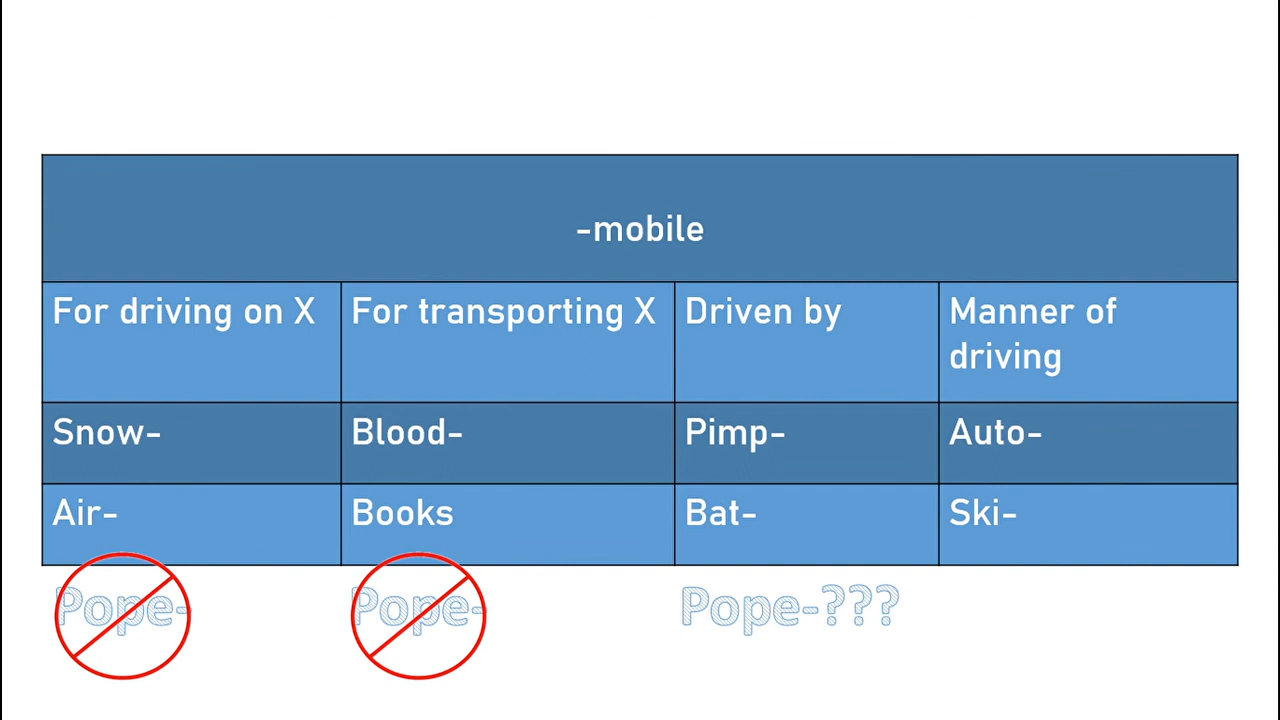 -mobile
For driving on X
For transporting X
Driven by
Manner of
driving
Snow-
Blood-
Pimp-
Auto-
Air-
Books
Bat-
Ski-
Pope-
Pope-
Pope-???